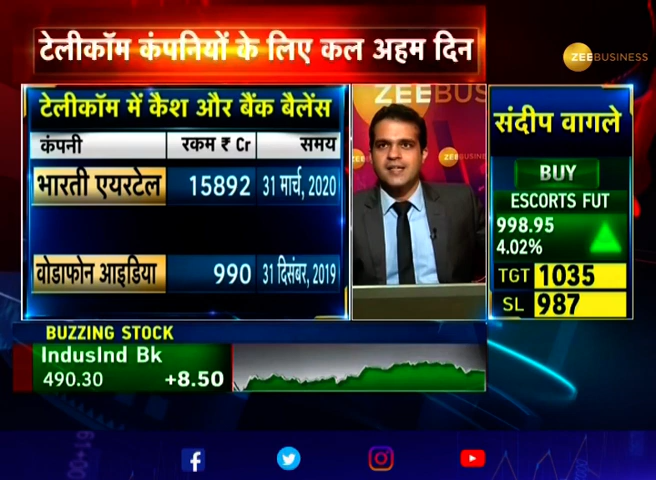 टेलीकॉम कंपनियों के लिए कल अहम दिन
ZEEBUSINESS
टेलीकॉम में कैश और बैंक बैलेंस
कंपनी रकम ₹ Cr समय
भारती एयरटेल 15892 31 मार्च, 2020
वोडाफोन आइडिया 990 31 दिसंबर, 2019
ZEEBUS
ZEEBUSINESS
संदीप वागले
BUY
ESCORTS FUT
998.95
4.02%
TGT 1035
SL 987
BUZZING STOCK
IndusInd Bk
490.30 +8.50